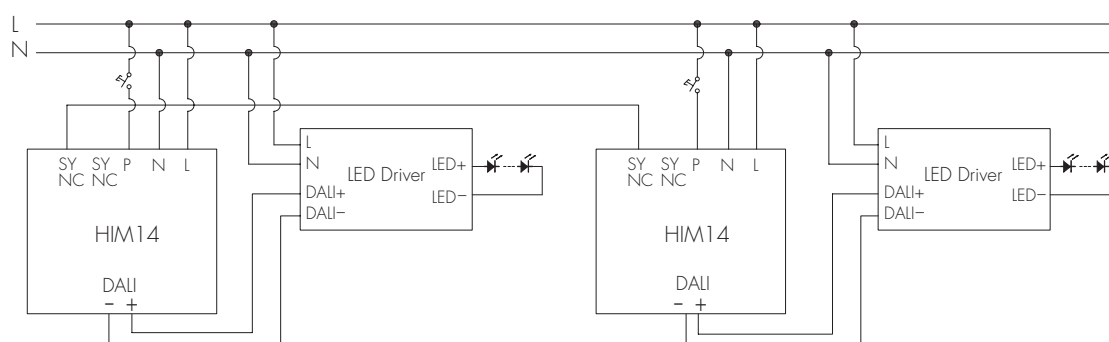 L
N
SY
NC
SY
NC
P
N
L
HIM14
DALI
− +
L
N
DALI+
DALI−
LED Driver
LED+
LED−
SY
NC
SY
NC
P
N
L
HIM14
DALI
− +
L
N
DALI+
DALI−
LED Driver
LED+
LED−